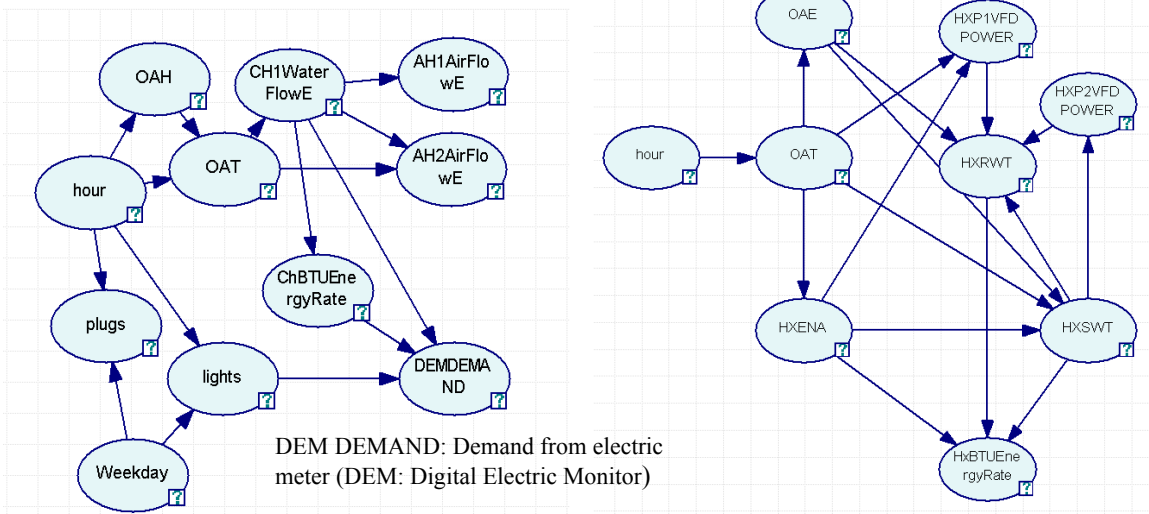 OAH
?
CH1Water
FlowE
?
AH1AirFlo
wE
?
hour
?
OAT
?
AH2AirFlo
wE
?
ChBTUEne
rgyRate
?
plugs
?
lights
?
DEMDEMA
ND
?
Weekday
?
DEM DEMAND: Demand from electric
meter (DEM: Digital Electric Monitor)
OAE
?
HXP1VFD
POWER
?
HXP2VFD
POWER
?
hour
?
OAT
?
HXRWT
?
HXENA
?
HXSWT
?
HxBTUEne
rgyRate
?